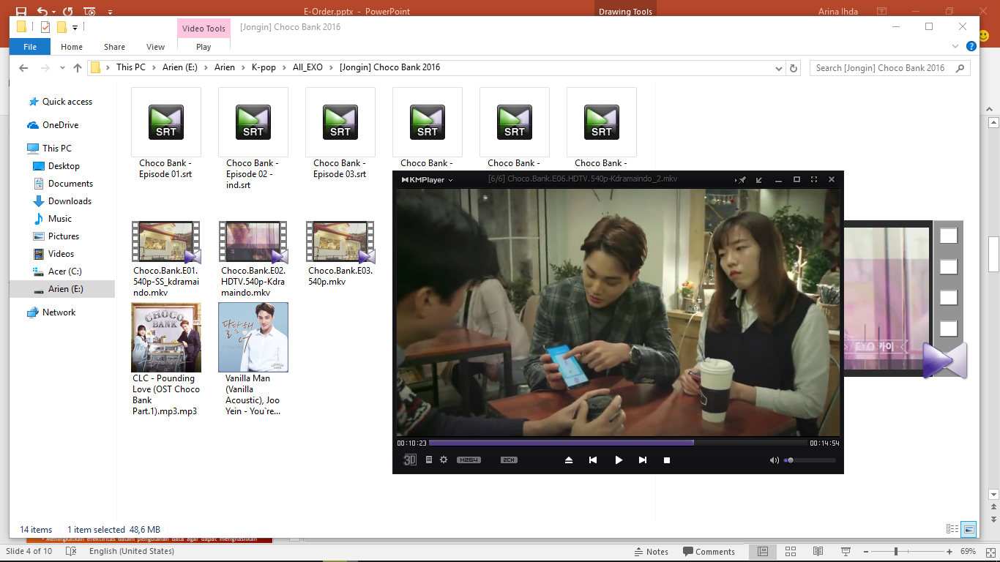 E-Order.pptx - PowerPoint
Drawing Tools
Arina Ihda
Video Tools
[Jongin] Choco Bank 2016
File
Home
Share
View
Play
This PC
Arien (E:)
Arien
K-pop
All_EXO
[Jongin] Choco Bank 2016
Search [Jongin] Choco Bank 2016
Quick access
OneDrive
This PC
Desktop
Documents
Downloads
Music
Pictures
Videos
Acer (C:)
Arien (E:)
Network
SRT
SRT
SRT
SRT
SRT
SRT
Choco Bank -
Episode 01.srt
Choco Bank -
Episode 02 -
ind.srt
Choco Bank -
Episode 03.srt
Choco Bank -
Choco Bank -
Choco Bank -
KMPlayer
[6/6] Choco.Bank.E06.HDTV.540p-Kdramaindo_2.mkv
Choco.Bank.E01.
540p-SS_kdramai
ndo.mkv
Choco.Bank.E02.
HDTV.540p-Kdra
maindo.mkv
Choco.Bank.E03.
540p.mkv
CHOCO
BANK
달달해
너
EXO 카이
CLC - Pounding
Love (OST Choco
Bank
Part.1).mp3.mp3
Vanilla Man
(Vanilla
Acoustic), Joo
Yein - You`re...
00:10:23
00:14:54
3D
H264
2CH
14 items
1 item selected 48,6 MB
Meningkatkan efektifitas dalam pengolahan data agar dapat menghasilkan
Slide 4 of 10
English (United States)
Notes
Comments
69%